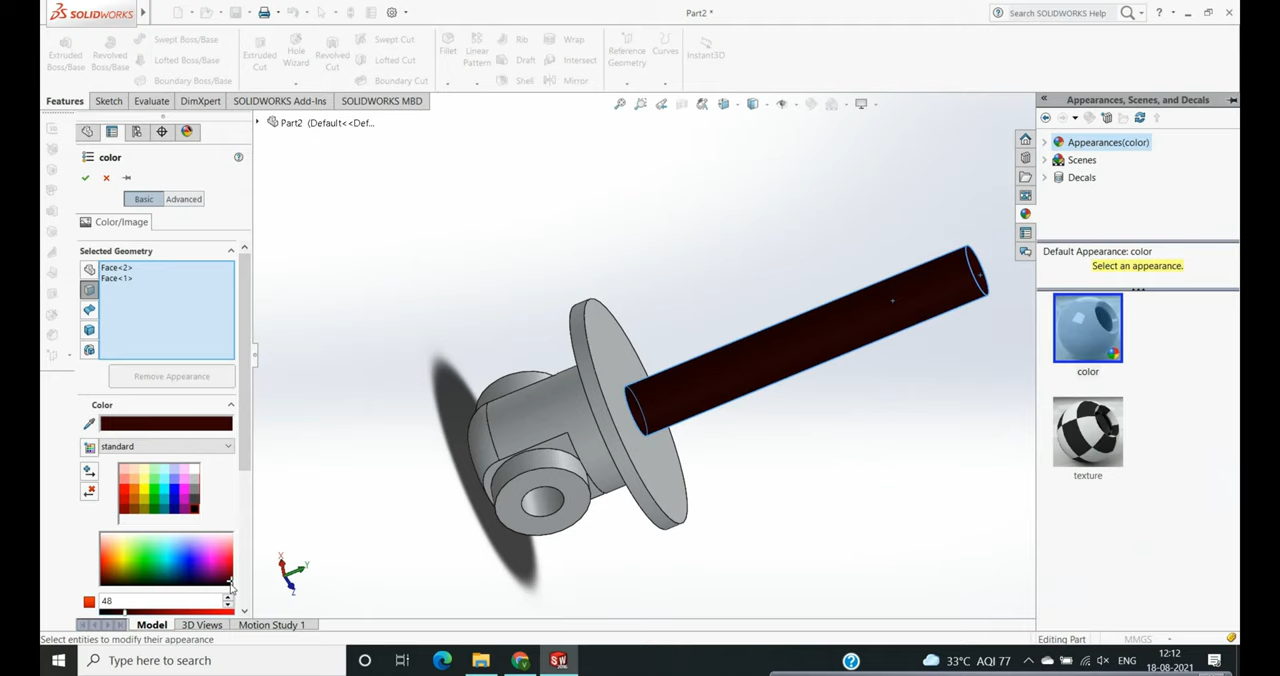 SOLIDWORKS
Part2 *
Search SOLIDWORKS Help
Extruded Boss/Base
Revolved Boss/Base
Swept Boss/Base
Lofted Boss/Base
Boundary Boss/Base
Extruded Cut
Hole Wizard
Revolved Cut
Swept Cut
Lofted Cut
Boundary Cut
Fillet
Linear Pattern
Rib
Draft
Shell
Wrap
Intersect
Mirror
Reference Geometry
Curves
Instant3D
Features Sketch Evaluate DimXpert SOLIDWORKS Add-Ins SOLIDWORKS MBD
Part2 (Default<<Def...
color
Basic Advanced
Color/Image
Selected Geometry
Face<2>
Face<1>
Remove Appearance
Color
standard
48
X
Y
Z
Appearances, Scenes, and Decals
Appearances(color)
Scenes
Decals
Default Appearance: color
Select an appearance.
color
texture
Model 3D Views Motion Study 1
Select entities to modify their appearance
Editing Part
MMGS
Type here to search
SW
33°C AQI 77
ENG
12:12
18-08-2021